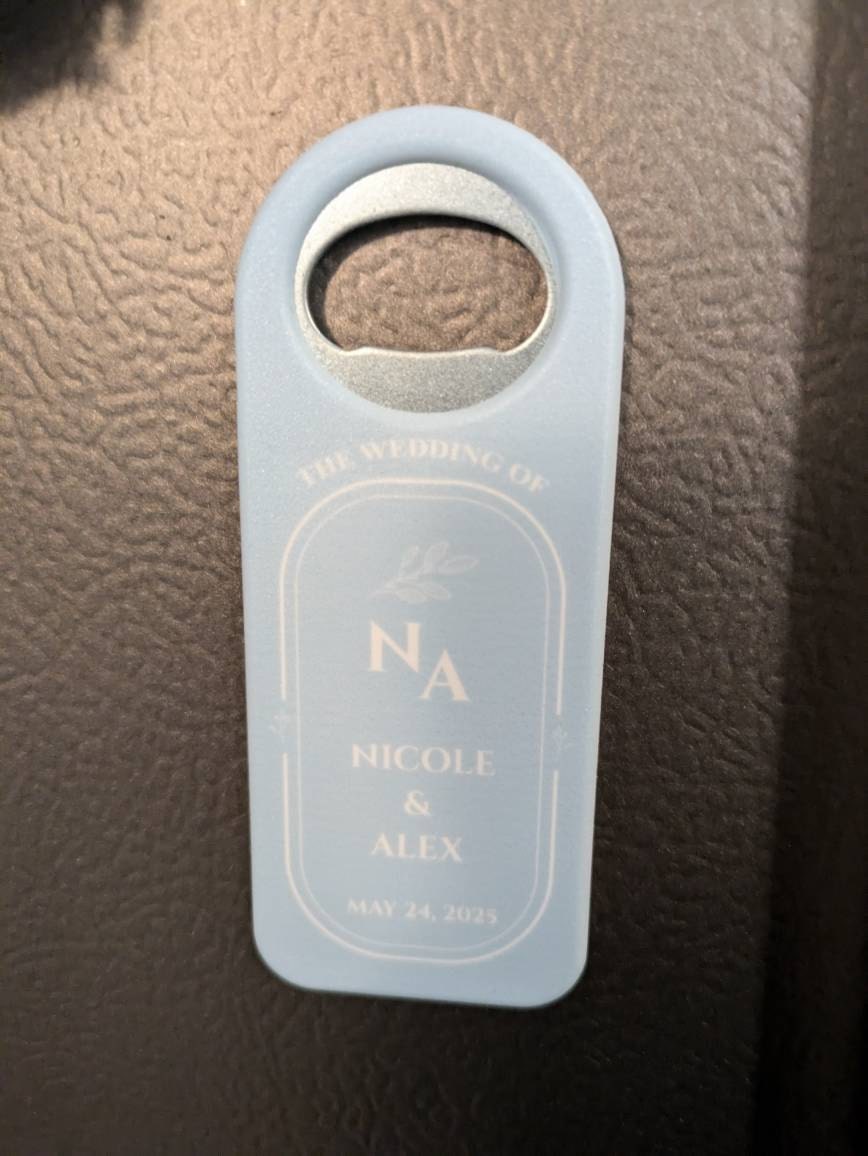 THE WEDDING OF
NA
NICOLE
&
ALEX
MAY 24, 2025